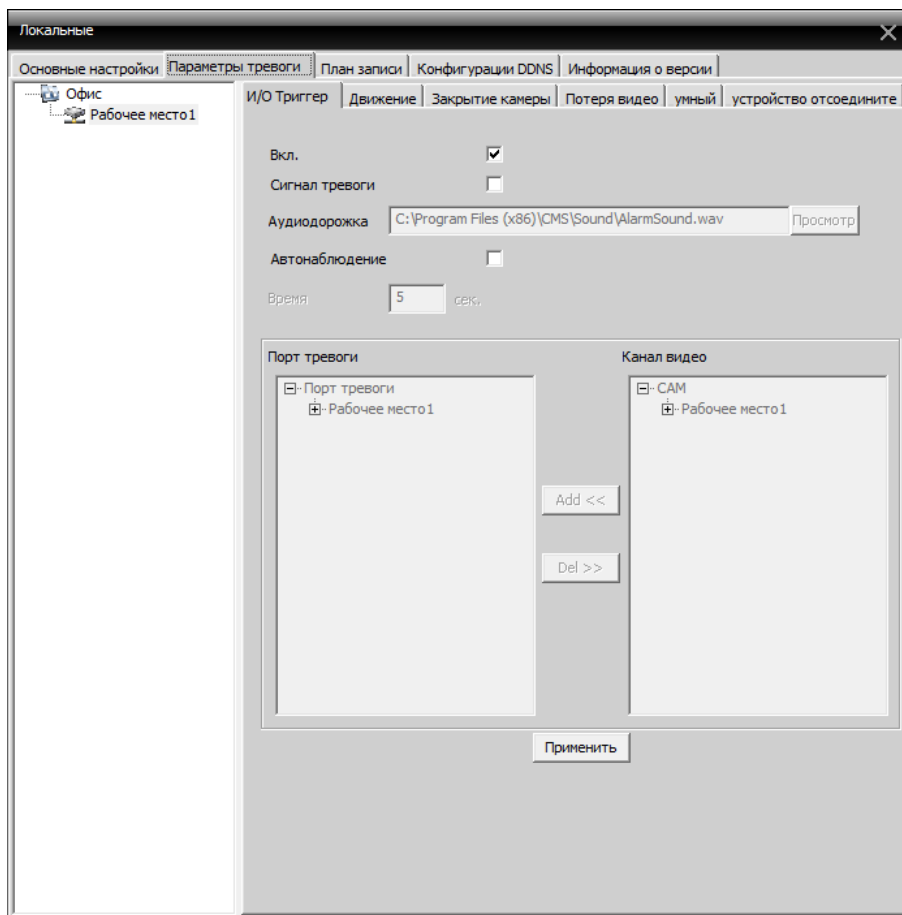 Локальные
Основные настройки Параметры тревоги План записи Конфигурации DDNS Информация о версии
Офис
Рабочее место1
И/О Триггер Движение Закрытие камеры Потеря видео умный устройство отсоедините
Вкл.
Сигнал тревоги
Аудиодорожка C:\Program Files (x86)\CMS\Sound\AlarmSound.wav Просмотр
Автонаблюдение
Время 5 сек.
Порт тревоги Канал видео
Порт тревоги CAM
Рабочее место1 Рабочее место1
Add <<
Del >>
Применить